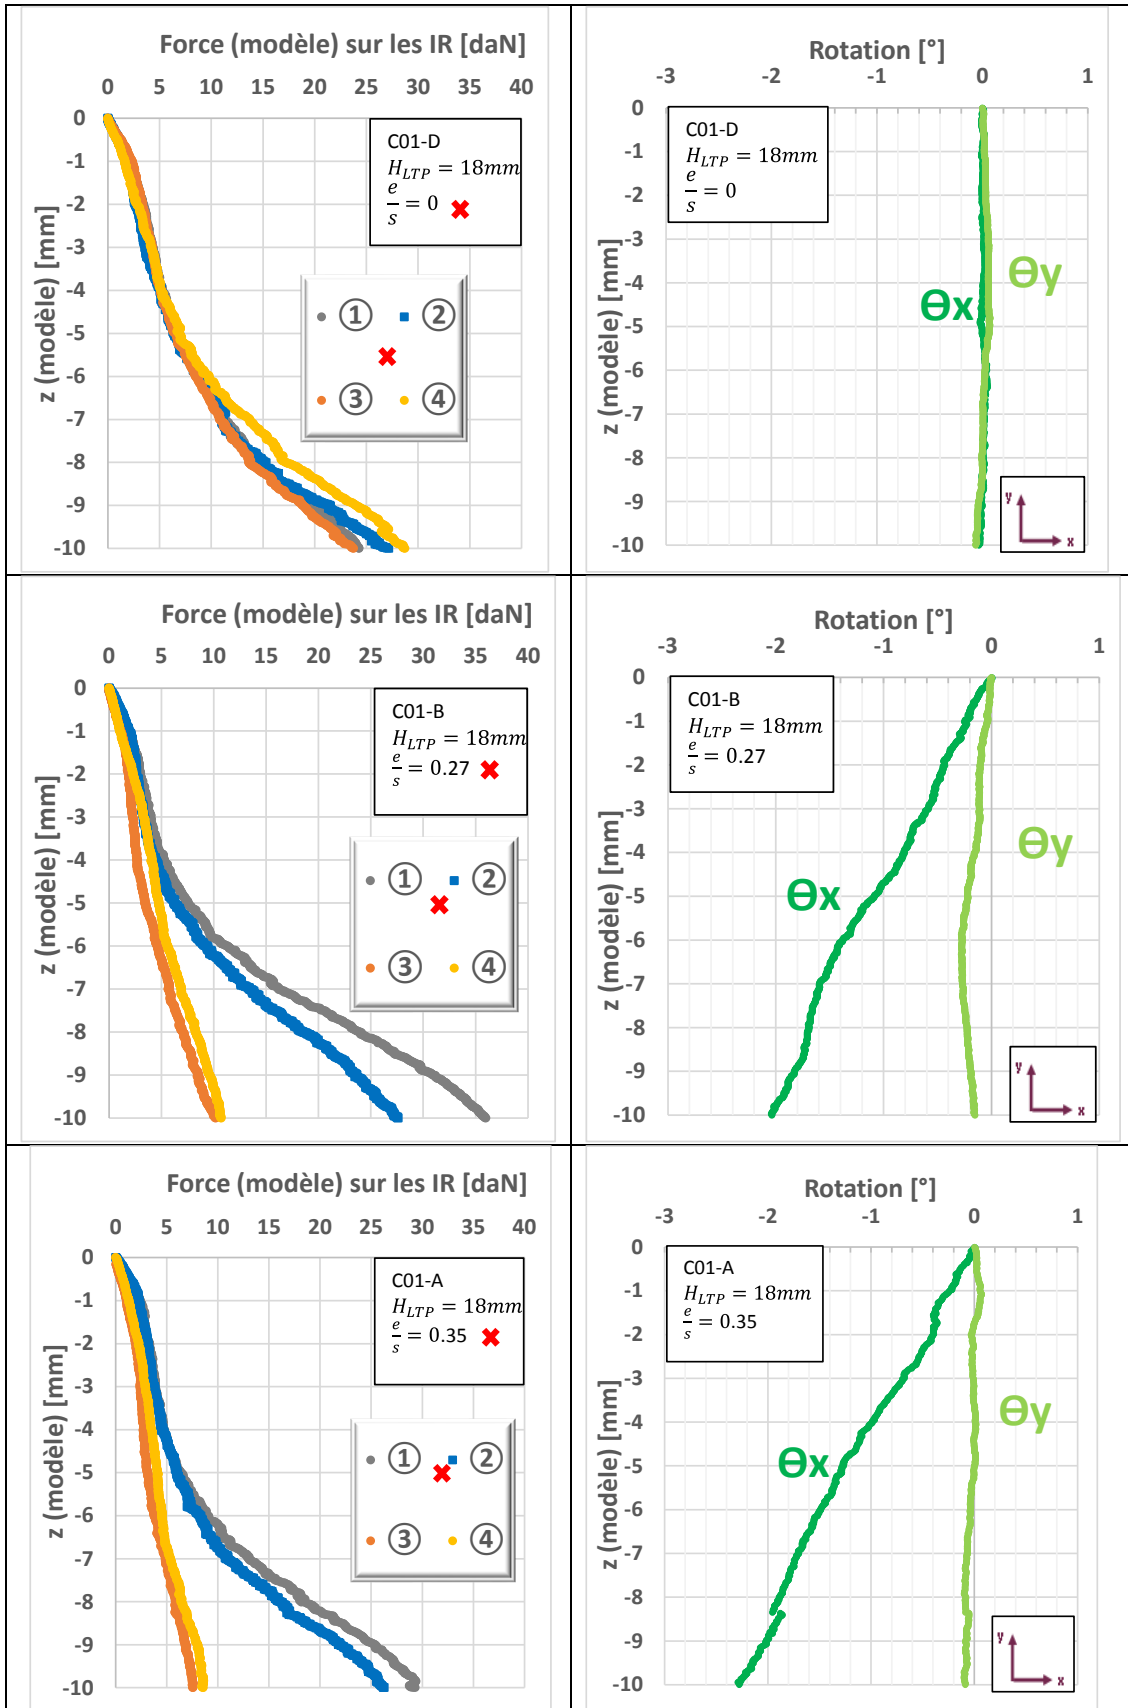 Force (modèle) sur les IR [daN]
0 5 10 15 20 25 30 35 40
0
-1
-2
-3
-4
-5
-6
-7
-8
-9
-10
z (modèle) [mm]
C01-D
H_LTP = 18mm
e/s = 0
① ②
③ ④
Rotation [°]
-3 -2 -1 0 1
0
-1
-2
-3
-4
-5
-6
-7
-8
-9
-10
z (modèle) [mm]
C01-D
H_LTP = 18mm
e/s = 0
Θy
Θx
y
x
Force (modèle) sur les IR [daN]
0 5 10 15 20 25 30 35 40
0
-1
-2
-3
-4
-5
-6
-7
-8
-9
-10
z (modèle) [mm]
C01-B
H_LTP = 18mm
e/s = 0.27
① ②
③ ④
Rotation [°]
-3 -2 -1 0 1
0
-1
-2
-3
-4
-5
-6
-7
-8
-9
-10
z (modèle) [mm]
C01-B
H_LTP = 18mm
e/s = 0.27
Θy
Θx
y
x
Force (modèle) sur les IR [daN]
0 5 10 15 20 25 30 35 40
0
-1
-2
-3
-4
-5
-6
-7
-8
-9
-10
z (modèle) [mm]
C01-A
H_LTP = 18mm
e/s = 0.35
① ②
③ ④
Rotation [°]
-3 -2 -1 0 1
0
-1
-2
-3
-4
-5
-6
-7
-8
-9
-10
z (modèle) [mm]
C01-A
H_LTP = 18mm
e/s = 0.35
Θy
Θx
y
x